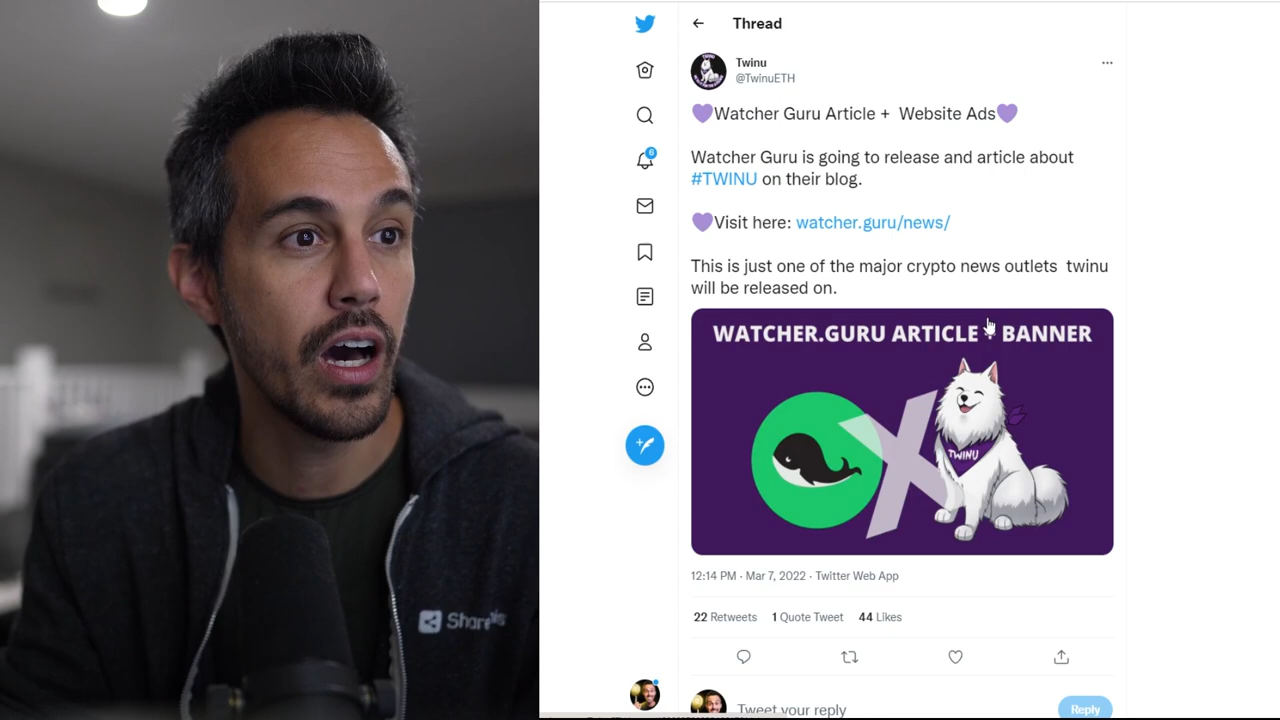 Thread
Twinu
@TwinuETH
💜Watcher Guru Article + Website Ads💜
Watcher Guru is going to release and article about
#TWINU on their blog.
💜Visit here: watcher.guru/news/
This is just one of the major crypto news outlets twinu
will be released on.
WATCHER.GURU ARTICLE + BANNER
X
TWINU
12:14 PM · Mar 7, 2022 · Twitter Web App
22 Retweets 1 Quote Tweet 44 Likes
Tweet your reply
Reply
6
Share